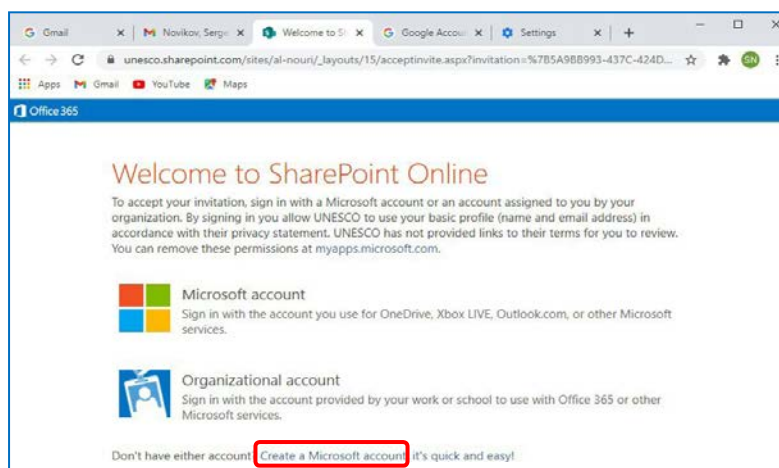 Gmail
Novikov, Serg
Welcome to S
Google Accou
Settings
unesco.sharepoint.com/sites/al-nouri/_layouts/15/acceptinvite.aspx?invitation=%7B5A9B8993-437C-424D...
SN
Apps Gmail YouTube Maps
Office 365
Welcome to SharePoint Online
To accept your invitation, sign in with a Microsoft account or an account assigned to you by your
organization. By signing in you allow UNESCO to use your basic profile (name and email address) in
accordance with their privacy statement. UNESCO has not provided links to their terms for you to review.
You can remove these permissions at myapps.microsoft.com.
Microsoft account
Sign in with the account you use for OneDrive, Xbox LIVE, Outlook.com, or other Microsoft
services.
Organizational account
Sign in with the account provided by your work or school to use with Office 365 or other
Microsoft services.
Don't have either account Create a Microsoft account it's quick and easy!